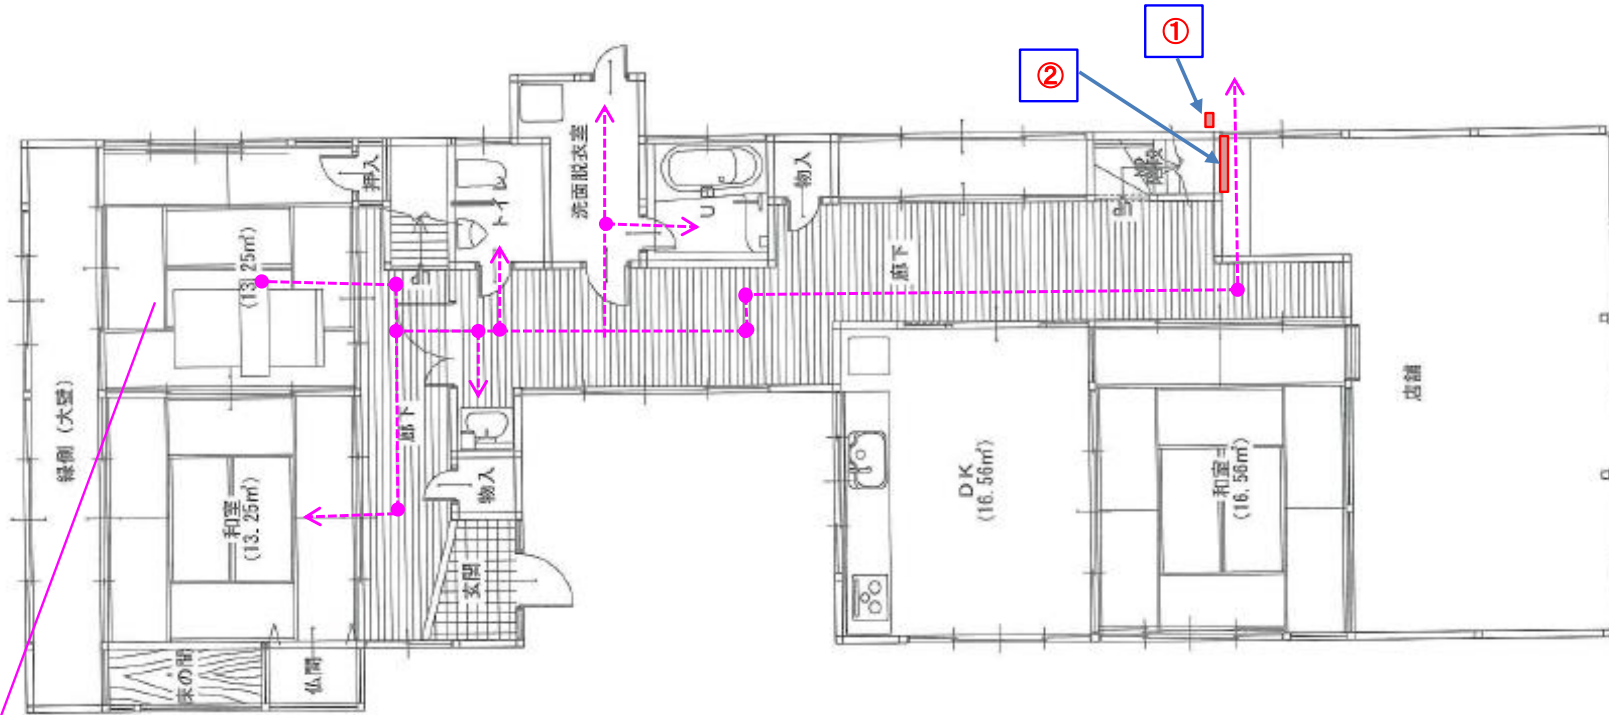 ①
②
押入
トイレ
洗面脱衣室
UB
物入
階段
廊下
(13.25㎡)
縁側（大壁）
和室
(13.25㎡)
廊下
物入
玄関
床の間
仏間
DK
(16.56㎡)
和室
(16.56㎡)
店舗